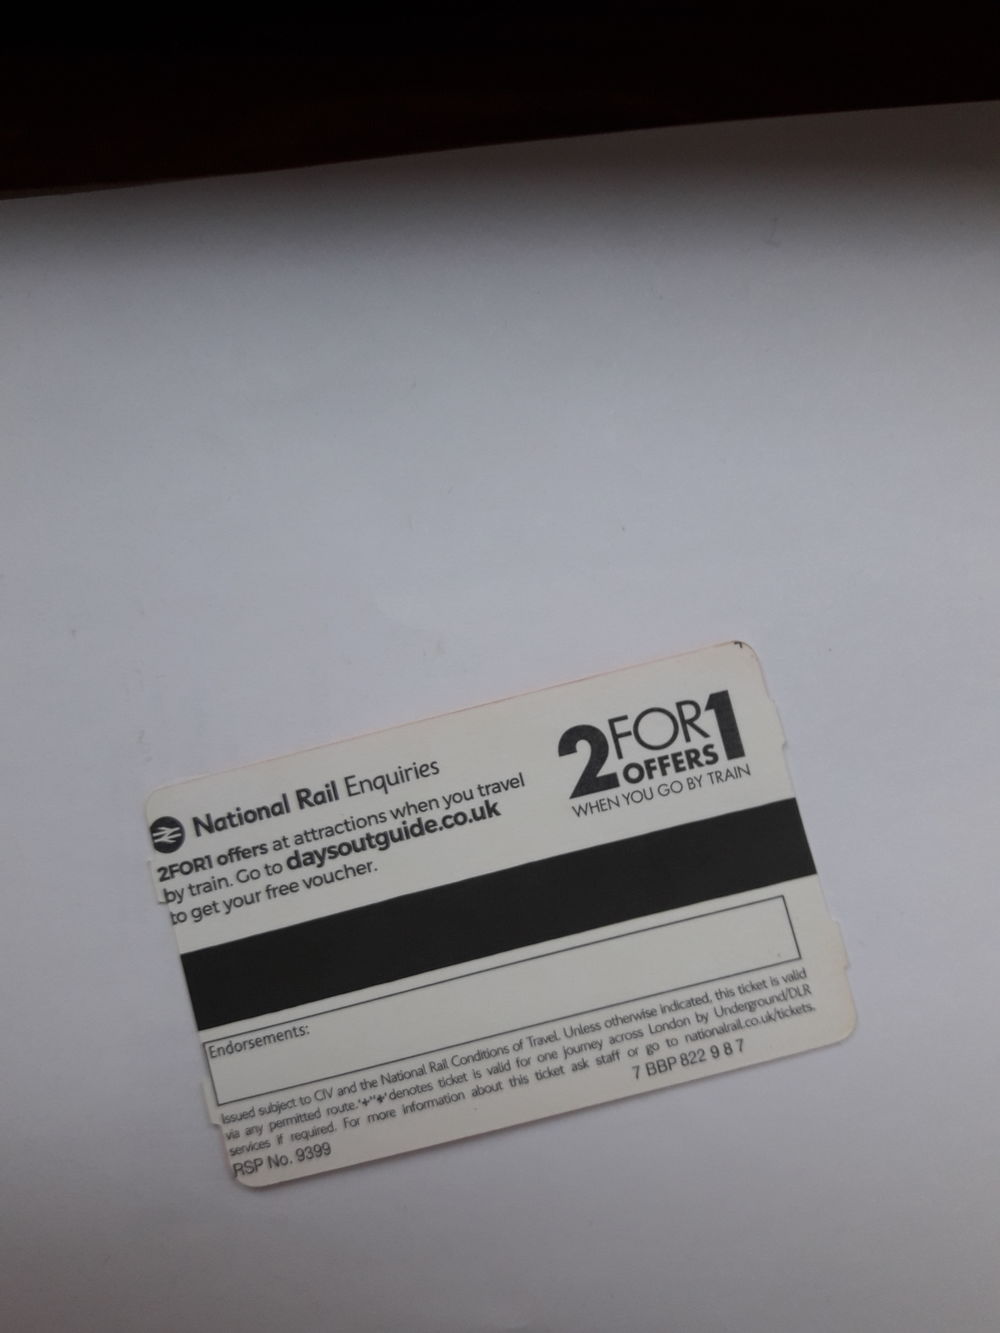 National Rail Enquiries
2FOR1 offers at attractions when you travel
by train. Go to daysoutguide.co.uk
to get your free voucher.
2FOR1
OFFERS
WHEN YOU GO BY TRAIN
Endorsements:
Issued subject to CIV and the National Rail Conditions of Travel. Unless otherwise indicated, this ticket is valid
via any permitted route.'+''✠' denotes ticket is valid for one journey across London by Underground/DLR
services if required. For more information about this ticket ask staff or go to nationalrail.co.uk/tickets.
RSP No. 9399
7 BBP 822 9 8 7